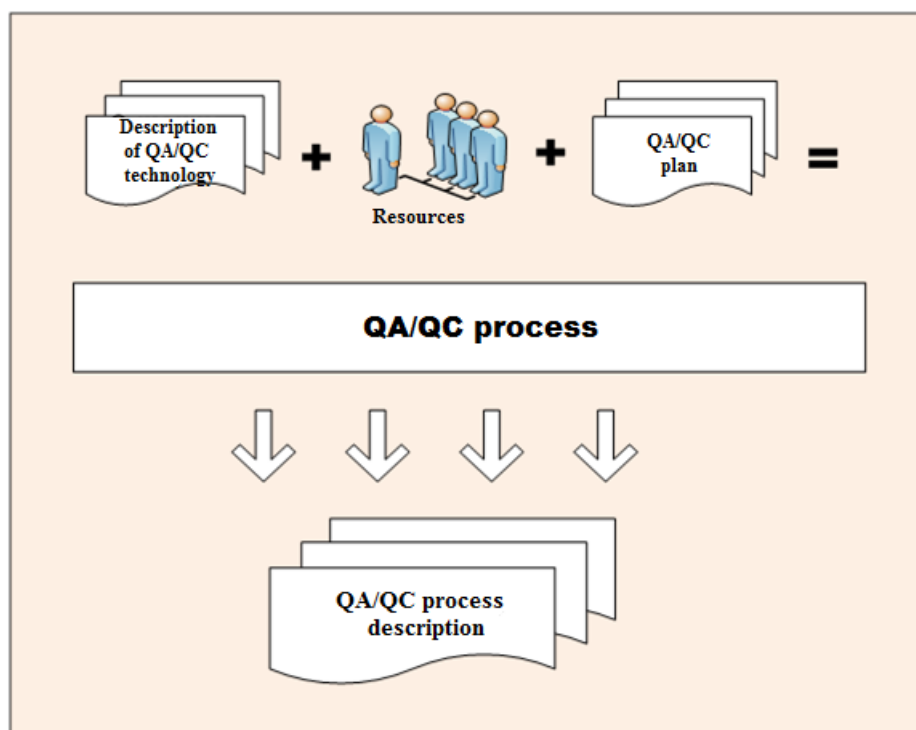 Description
of QA/QC
technology
+
Resources
+
QA/QC
plan
=
QA/QC process
QA/QC process
description